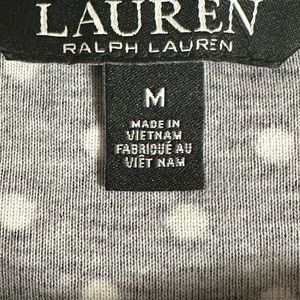 LAUREN
RALPH LAUREN
M
MADE IN
VIETNAM
FABRIQUÉ AU
VIÊT NAM